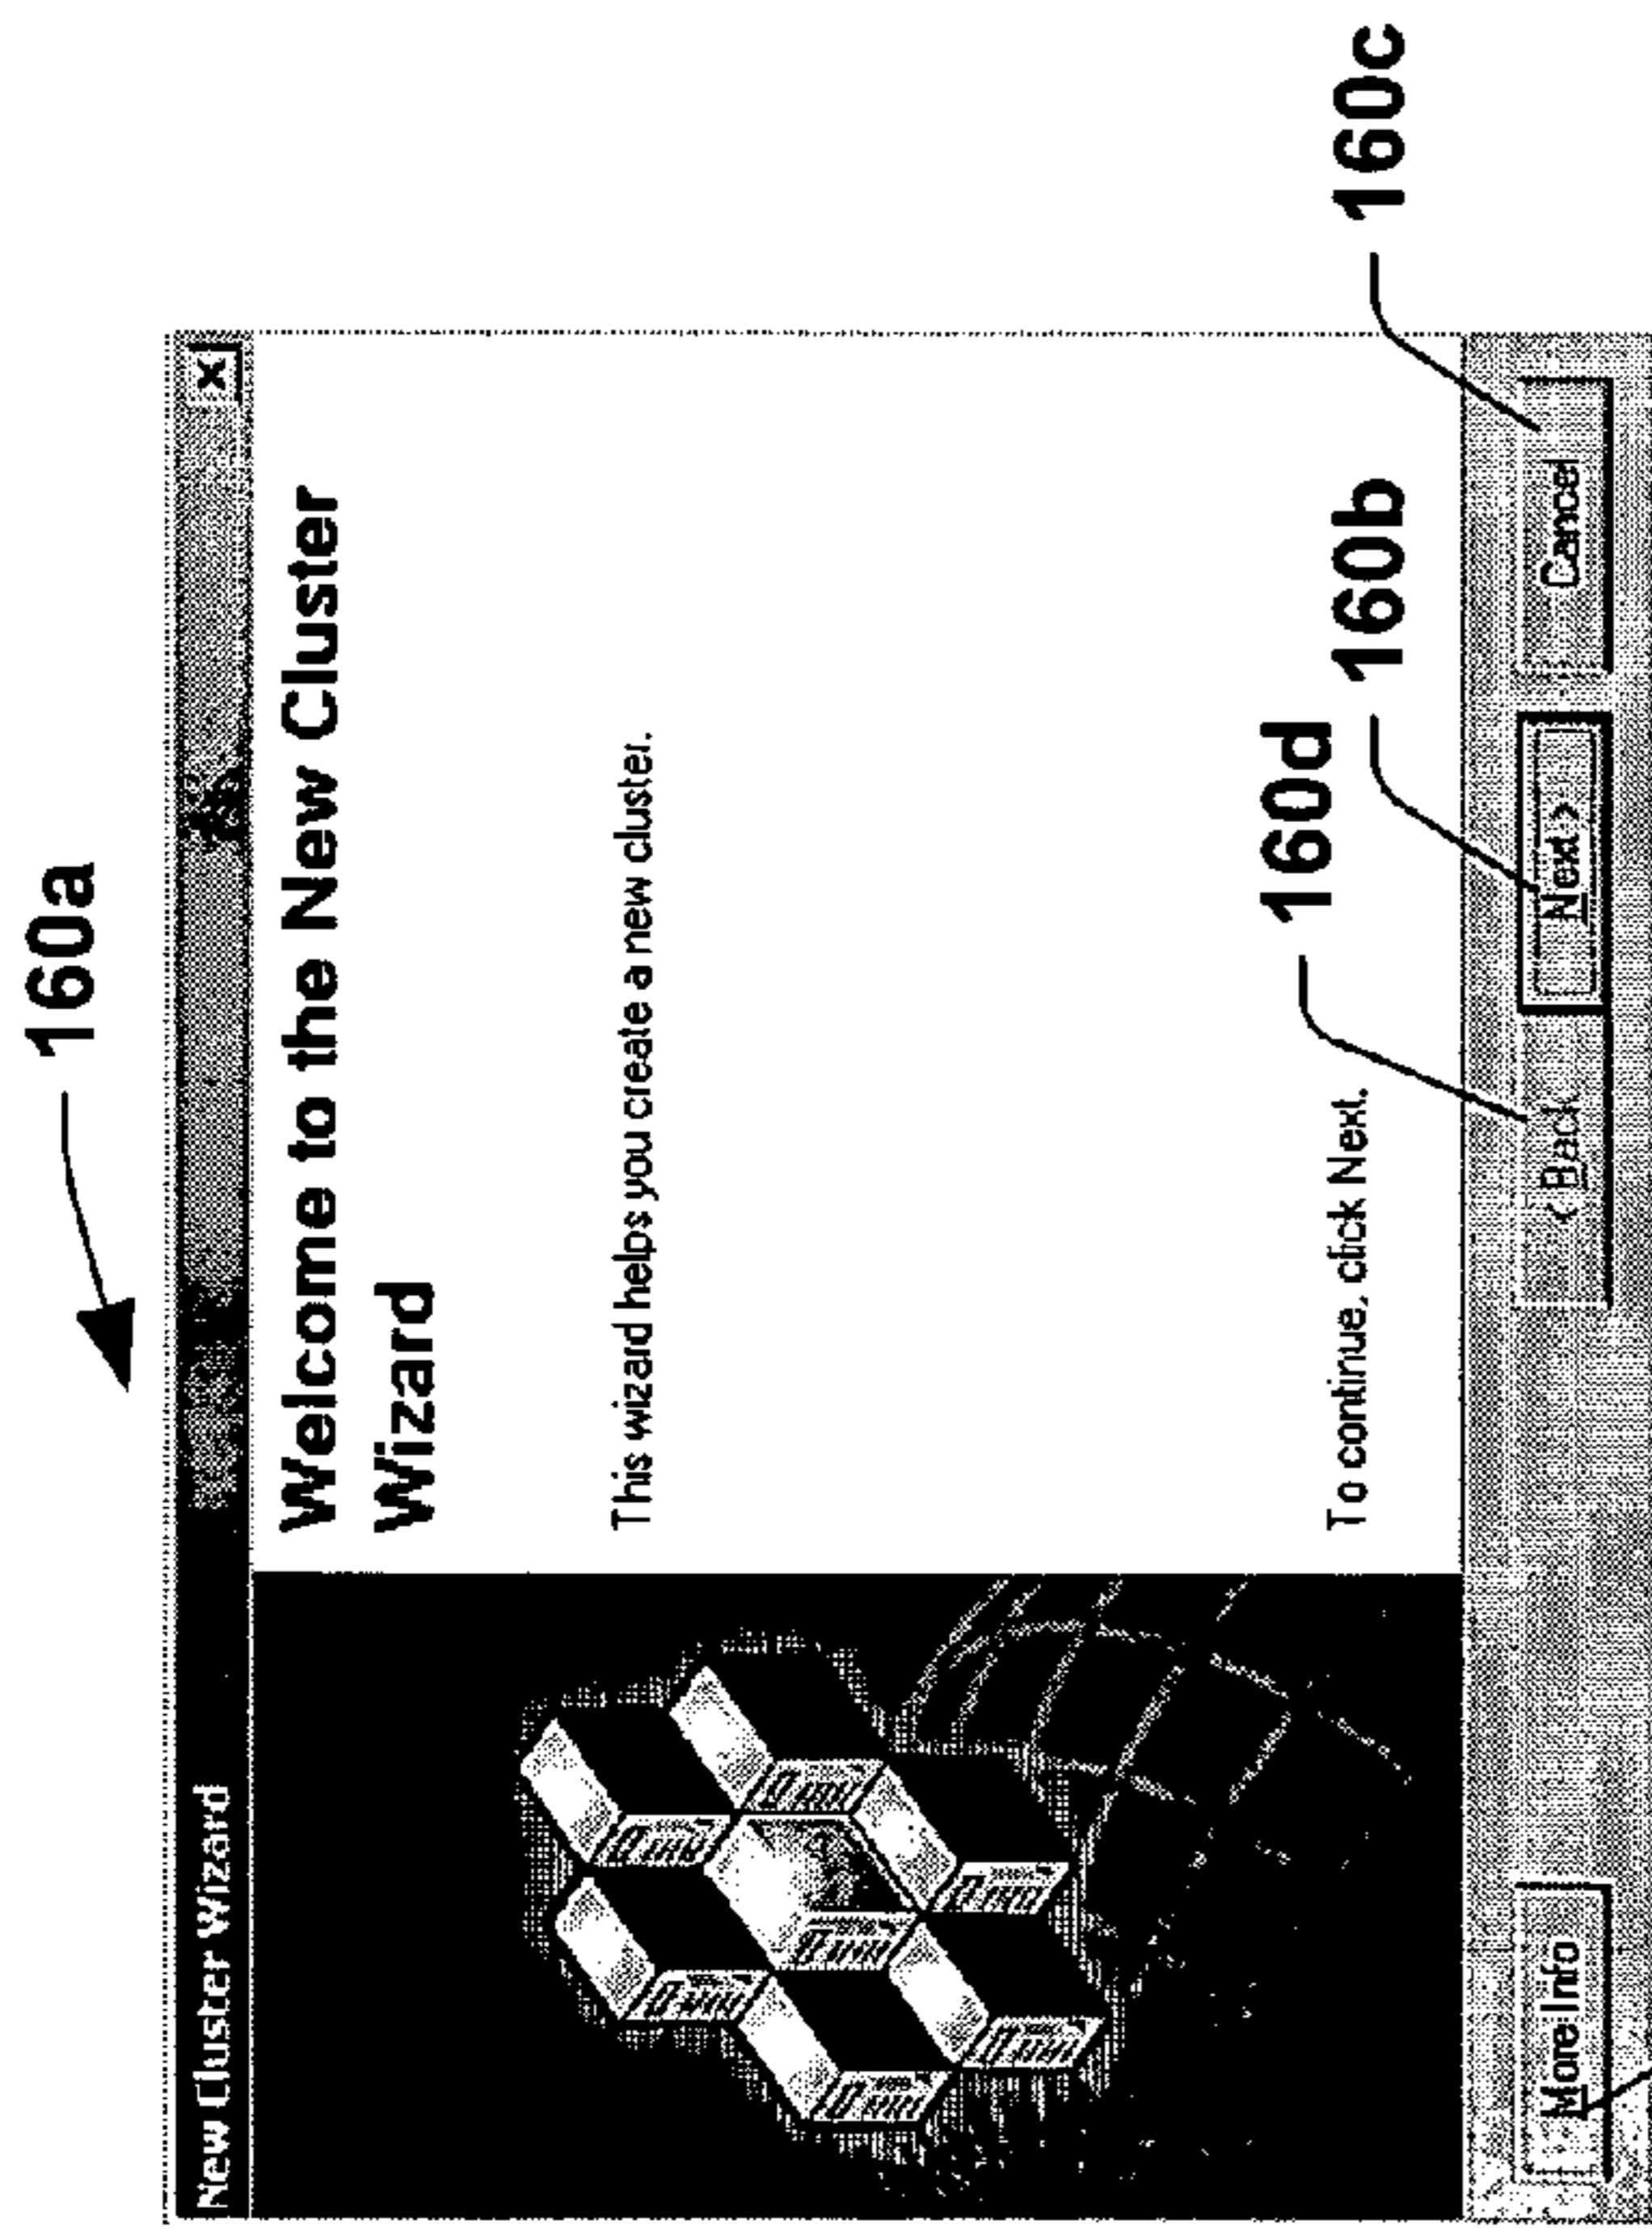 160a
New Cluster Wizard
Welcome to the New Cluster
Wizard
This wizard helps you create a new cluster.
To continue, click Next.
160d
160b
160c
More Info
< Back
Next >
Cancel